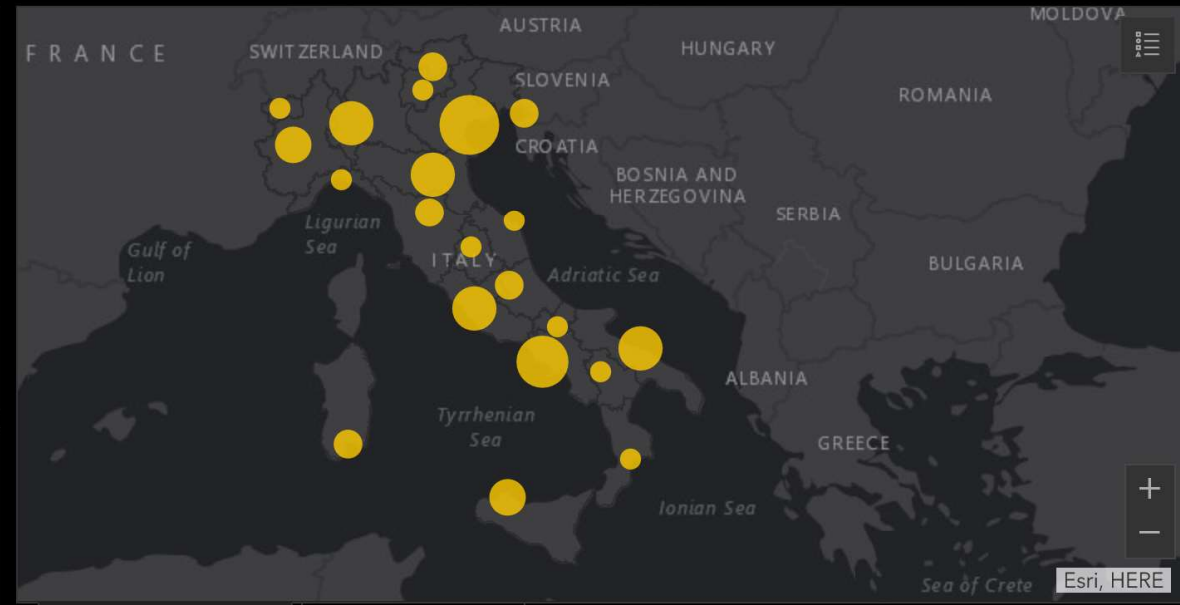 MOLDOVA
AUSTRIA
FRANCE
SWITZERLAND
HUNGARY
SLOVENIA
ROMANIA
CROATIA
BOSNIA AND
HERZEGOVINA
SERBIA
Ligurian
Sea
Gulf of
Lion
ITALY
Adriatic Sea
BULGARIA
ALBANIA
Tyrrhenian
Sea
GREECE
Ionian Sea
Sea of Crete
Esri, HERE